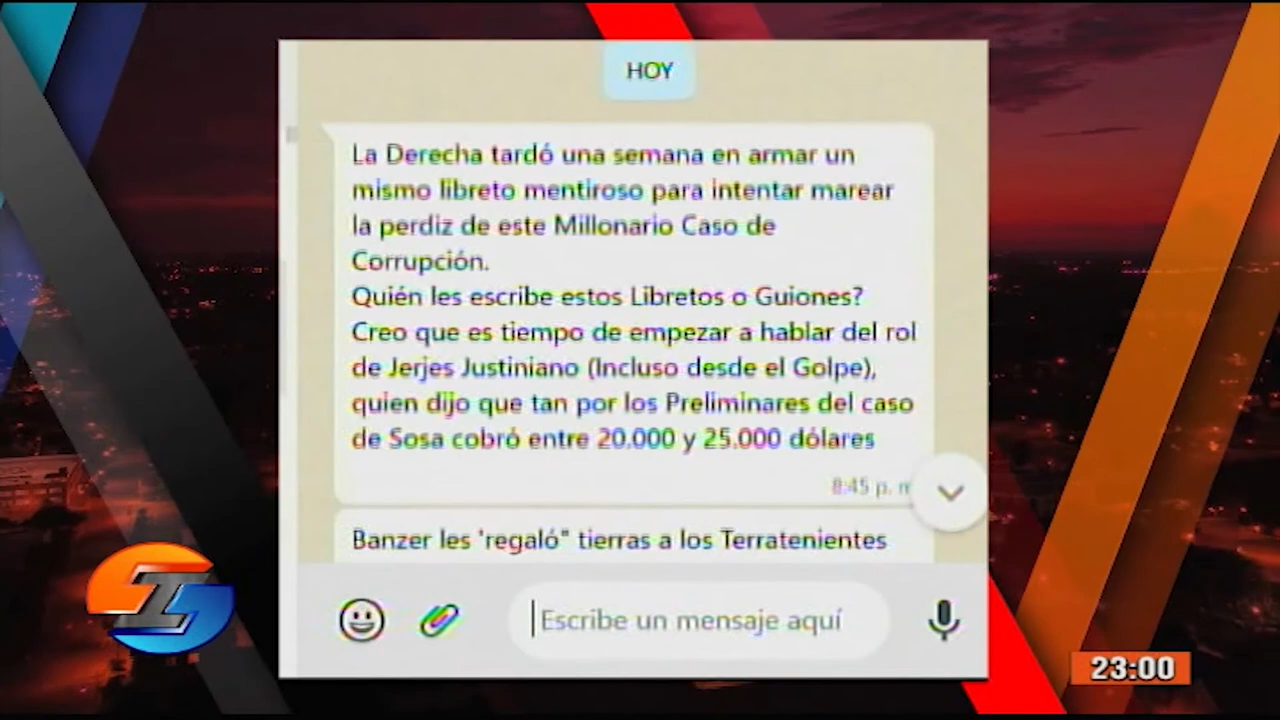 HOY
La Derecha tardó una semana en armar un
mismo libreto mentiroso para intentar marear
la perdiz de este Millonario Caso de
Corrupción.
Quién les escribe estos Libretos o Guiones?
Creo que es tiempo de empezar a hablar del rol
de Jerjes Justiniano (Incluso desde el Golpe),
quien dijo que tan por los Preliminares del caso
de Sosa cobró entre 20.000 y 25.000 dólares
8:45 p. m
Banzer les 'regaló" tierras a los Terratenientes
Escribe un mensaje aquí
23:00